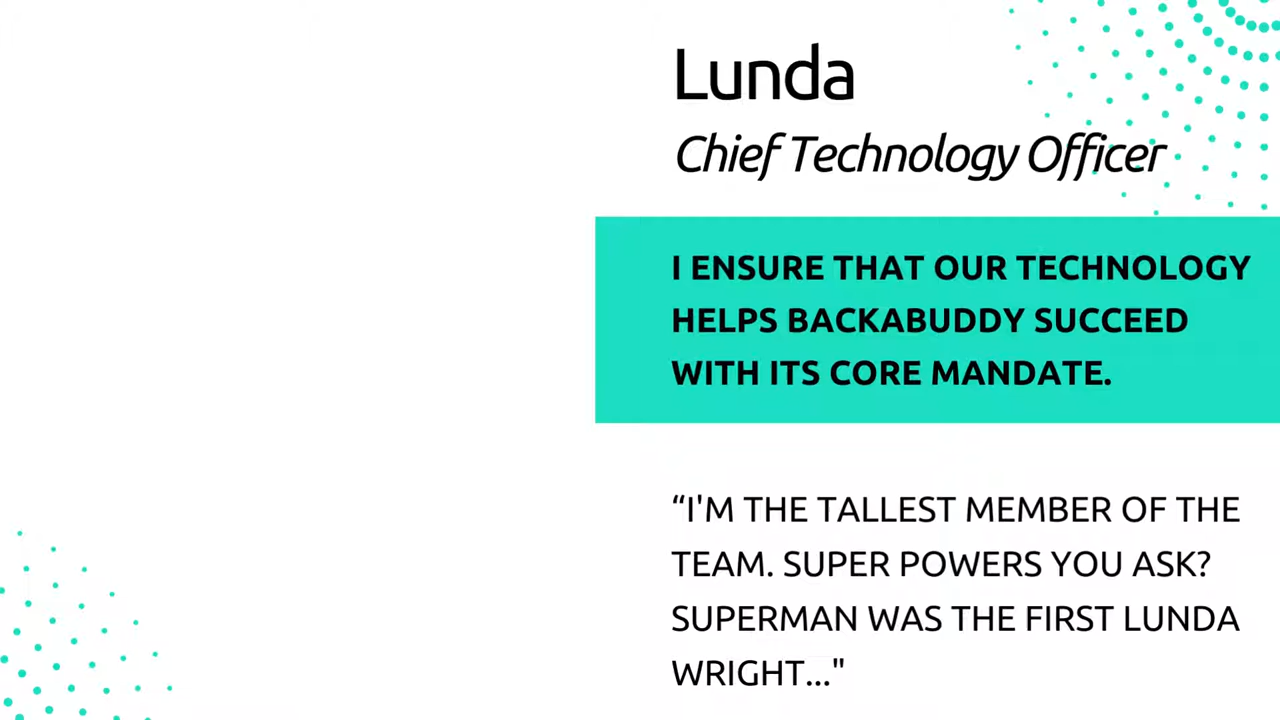 Lunda
Chief Technology Officer
I ENSURE THAT OUR TECHNOLOGY
HELPS BACKABUDDY SUCCEED
WITH ITS CORE MANDATE.
“I'M THE TALLEST MEMBER OF THE
TEAM. SUPER POWERS YOU ASK?
SUPERMAN WAS THE FIRST LUNDA
WRIGHT..."